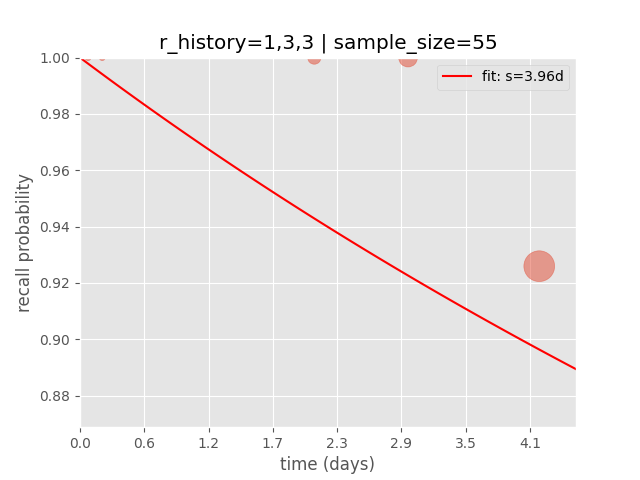 r_history=1,3,3 | sample_size=55
fit: s=3.96d
1.00
0.98
0.96
0.94
0.92
0.90
0.88
recall probability
0.0 0.6 1.2 1.7 2.3 2.9 3.5 4.1
time (days)